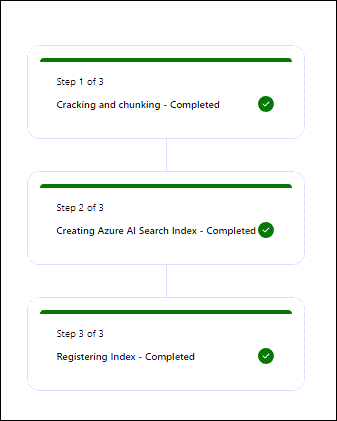 Step 1 of 3
Cracking and chunking - Completed
Step 2 of 3
Creating Azure AI Search Index - Completed
Step 3 of 3
Registering Index - Completed